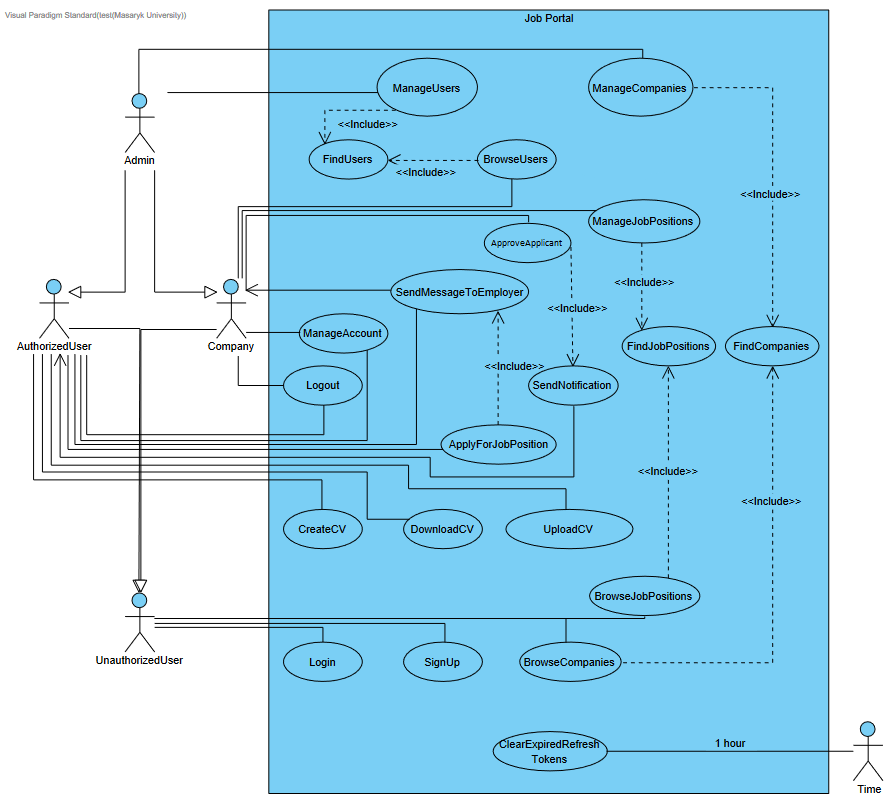 Visual Paradigm Standard(test(Masaryk University))
Job Portal
ManageUsers
ManageCompanies
<<Include>>
Admin
FindUsers
BrowseUsers
<<Include>>
<<Include>>
ManageJobPositions
ApproveApplicant
<<Include>>
SendMessageToEmployer
<<Include>>
ManageAccount
AuthorizedUser
Company
FindJobPositions
FindCompanies
<<Include>>
Logout
SendNotification
ApplyForJobPosition
<<Include>>
<<Include>>
CreateCV
DownloadCV
UploadCV
BrowseJobPositions
UnauthorizedUser
Login
SignUp
BrowseCompanies
ClearExpiredRefresh
Tokens
1 hour
Time